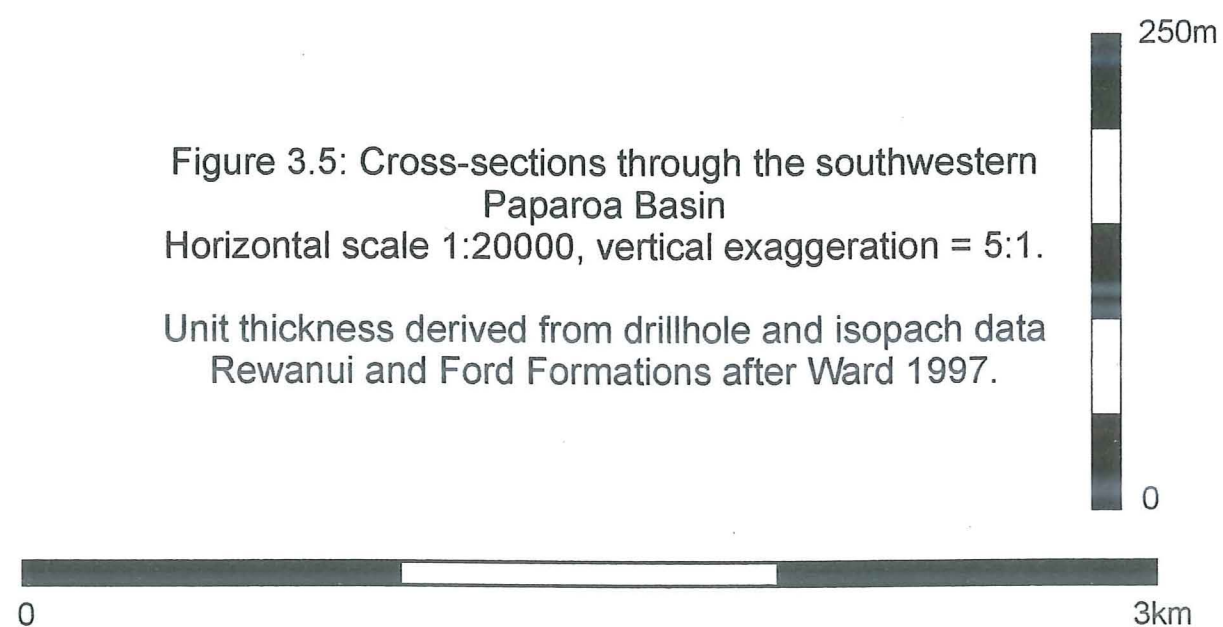 250m
Figure 3.5: Cross-sections through the southwestern
Paparoa Basin
Horizontal scale 1:20000, vertical exaggeration = 5:1.
Unit thickness derived from drillhole and isopach data
Rewanui and Ford Formations after Ward 1997.
0
0
3km